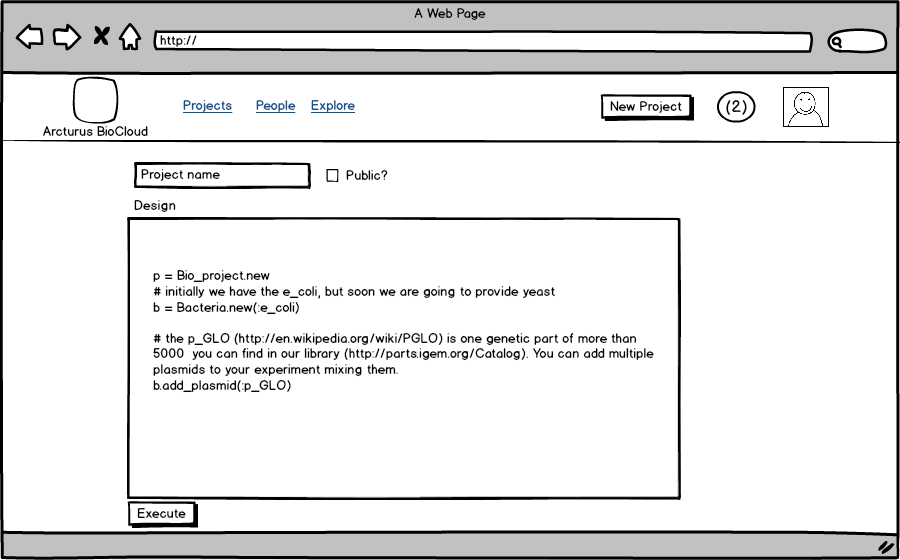 A Web Page
http://
Projects People Explore New Project (2)
Arcturus BioCloud
Project name Public?
Design
p = Bio_project.new
# initially we have the e_coli, but soon we are going to provide yeast
b = Bacteria.new(:e_coli)
# the p_GLO (http://en.wikipedia.org/wiki/PGLO) is one genetic part of more than
5000 you can find in our library (http://parts.igem.org/Catalog). You can add multiple
plasmids to your experiment mixing them.
b.add_plasmid(:p_GLO)
Execute